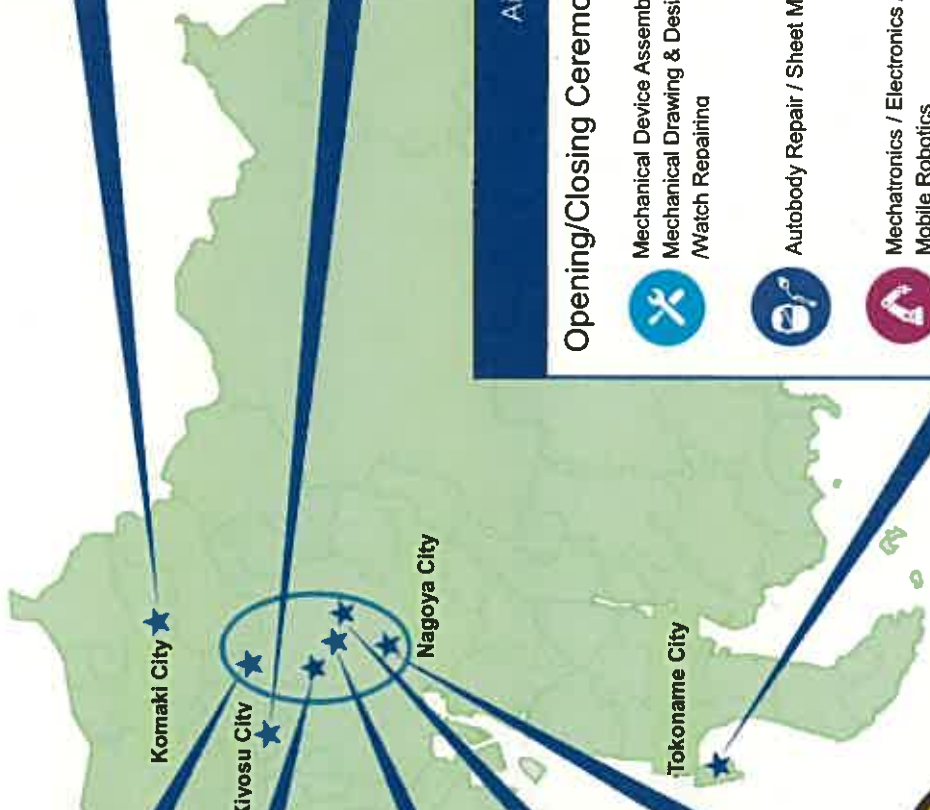 Komaki City
Kiyosu City
Nagoya City
Tokoname City
Ai
Opening/Closing Ceremo
Mechanical Device Assemb
Mechanical Drawing & Desi
/Watch Repairing
Autobody Repair / Sheet M
Mechatronics / Electronics /
Mobile Robotics